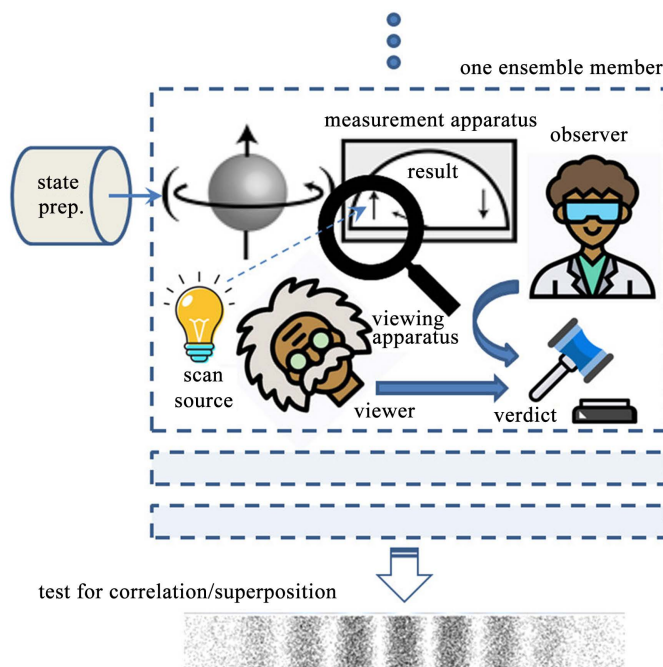 one ensemble member
measurement apparatus
observer
state
prep.
result
viewing
apparatus
scan
source
viewer
verdict
test for correlation/superposition